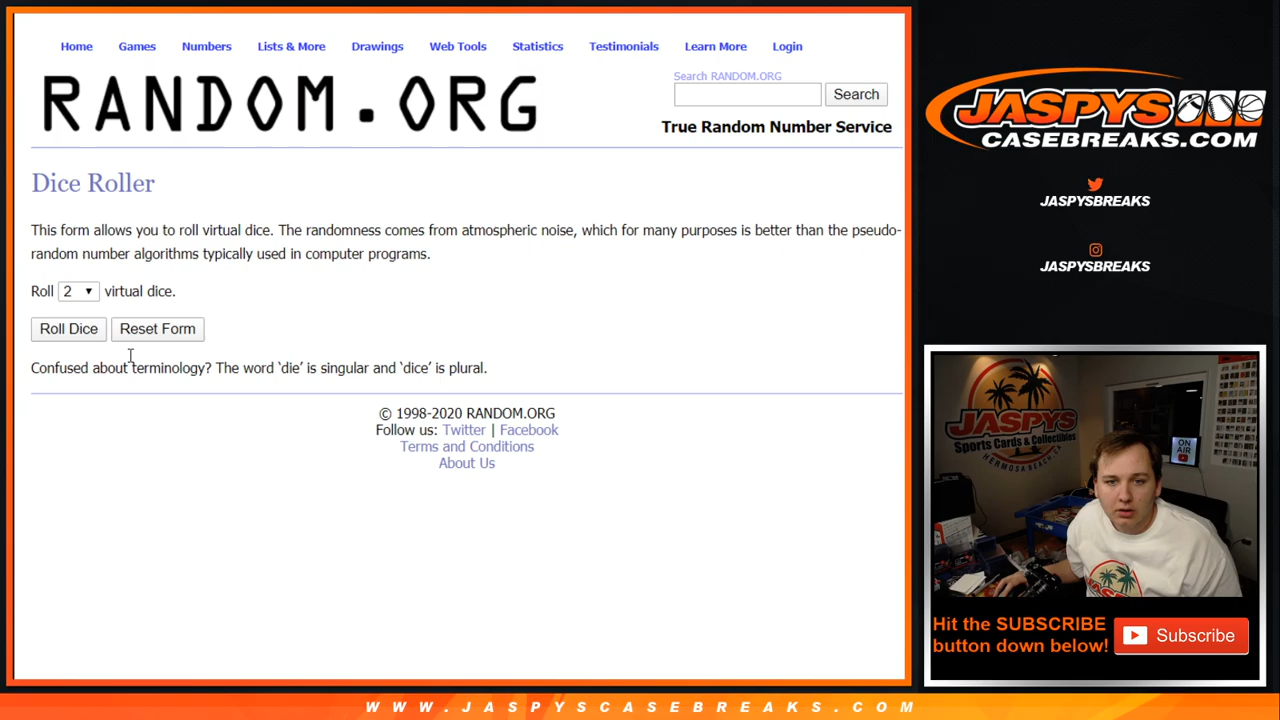 Home Games Numbers Lists & More Drawings Web Tools Statistics Testimonials Learn More Login
RANDOM.ORG
Search RANDOM.ORG
Search
True Random Number Service
Dice Roller
This form allows you to roll virtual dice. The randomness comes from atmospheric noise, which for many purposes is better than the pseudo-
random number algorithms typically used in computer programs.
Roll 2 virtual dice.
Roll Dice Reset Form
Confused about terminology? The word ‘die’ is singular and ‘dice’ is plural.
© 1998-2020 RANDOM.ORG
Follow us: Twitter | Facebook
Terms and Conditions
About Us
JASPYS
CASEBREAKS.COM
JASPYSBREAKS
JASPYSBREAKS
JASPYS
Sports Cards & Collectibles
HERMOSA BEACH, CA
ON
AIR
Hit the SUBSCRIBE
button down below!
Subscribe
WWW.JASPYSCASEBREAKS.COM